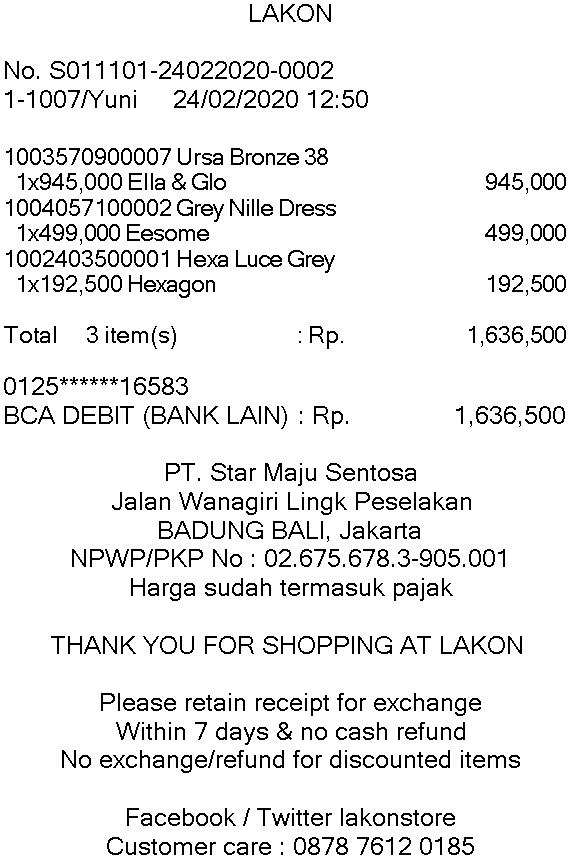 LAKON
No. S011101-24022020-0002
1-1007/Yuni 24/02/2020 12:50
1003570900007 Ursa Bronze 38
1x945,000 Ella & Glo 945,000
1004057100002 Grey Nille Dress
1x499,000 Eesome 499,000
1002403500001 Hexa Luce Grey
1x192,500 Hexagon 192,500
Total 3 item(s) : Rp. 1,636,500
0125******16583
BCA DEBIT (BANK LAIN) : Rp. 1,636,500
PT. Star Maju Sentosa
Jalan Wanagiri Lingk Peselakan
BADUNG BALI, Jakarta
NPWP/PKP No : 02.675.678.3-905.001
Harga sudah termasuk pajak
THANK YOU FOR SHOPPING AT LAKON
Please retain receipt for exchange
Within 7 days & no cash refund
No exchange/refund for discounted items
Facebook / Twitter lakonstore
Customer care : 0878 7612 0185